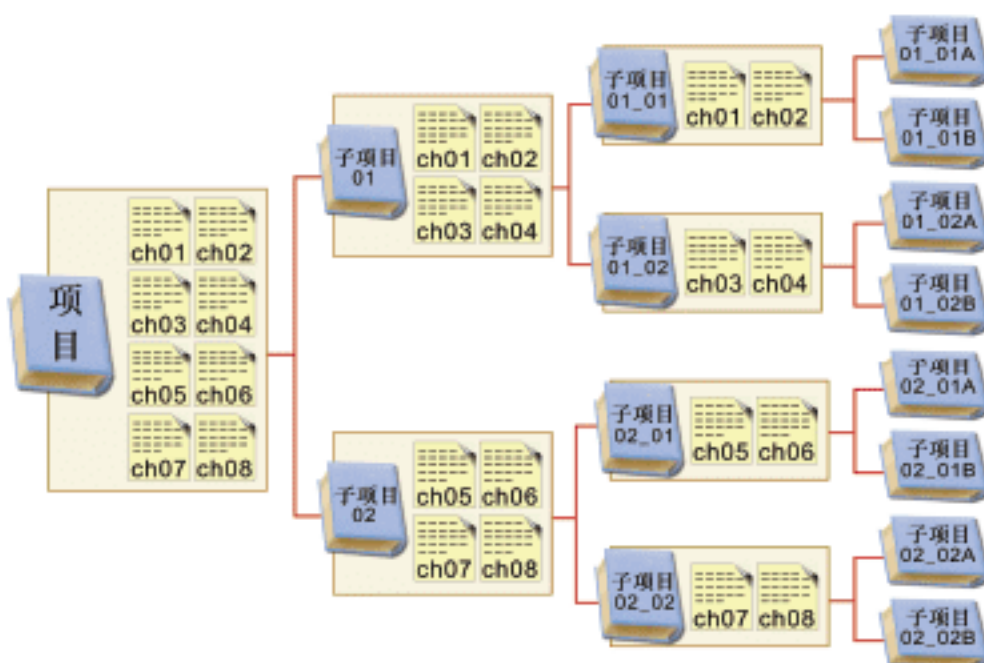 项
目
ch01 ch02
ch03 ch04
ch05 ch06
ch07 ch08
子项目
01
ch01 ch02
ch03 ch04
子项目
02
ch05 ch06
ch07 ch08
子项目
01_01
ch01 ch02
子项目
01_02
ch03 ch04
子项目
02_01
ch05 ch06
子项目
02_02
ch07 ch08
子项目
01_01A
子项目
01_01B
子项目
01_02A
子项目
01_02B
子项目
02_01A
子项目
02_01B
子项目
02_02A
子项目
02_02B